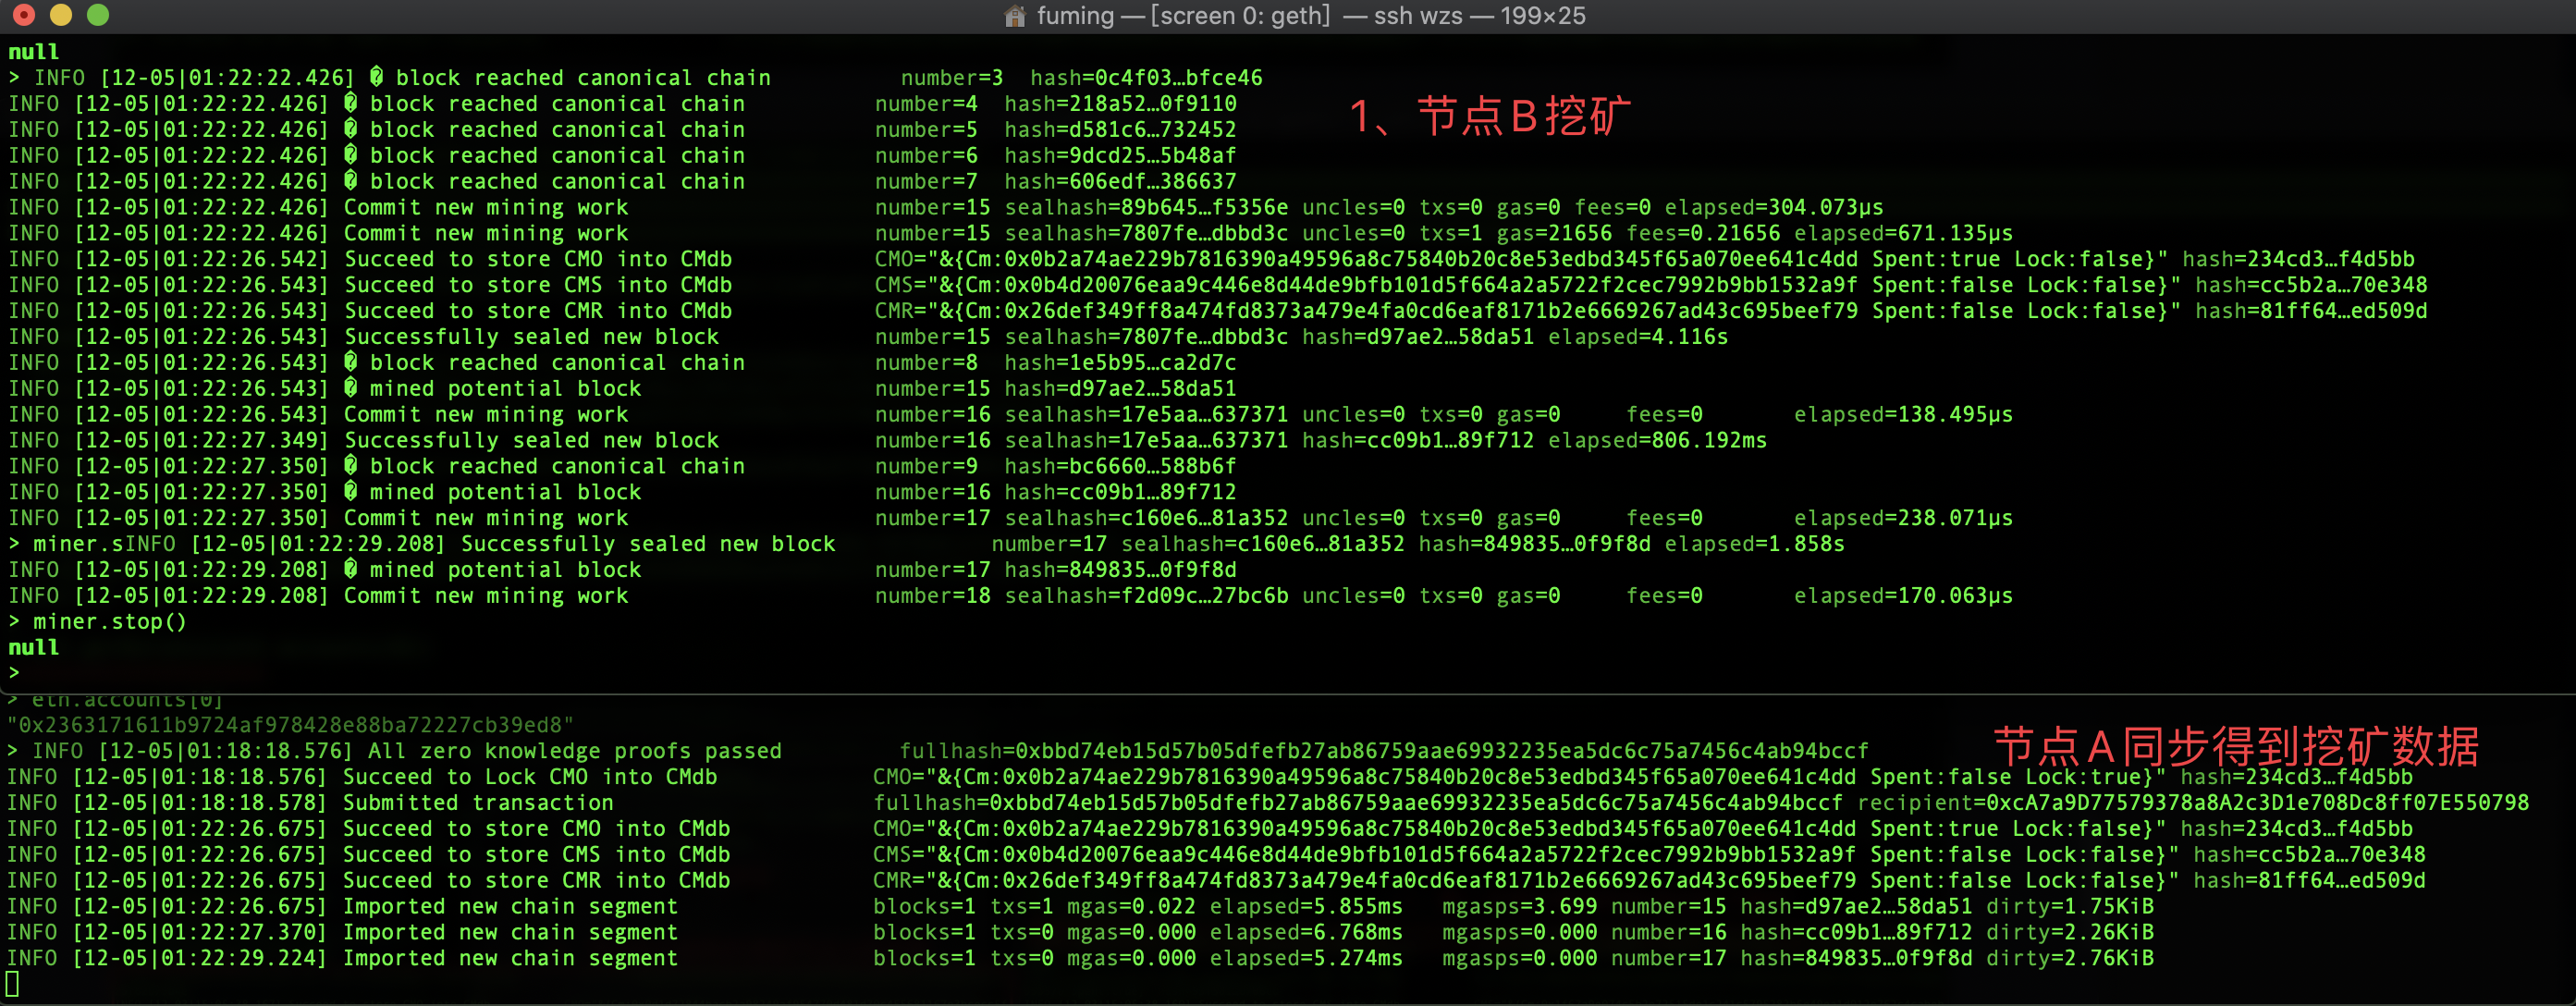 fuming — [screen 0: geth] — ssh wzs — 199×25
null
> INFO [12-05|01:22:22.426] � block reached canonical chain number=3 hash=0c4f03…bfce46
INFO [12-05|01:22:22.426] � block reached canonical chain number=4 hash=218a52…0f9110
1、节点B挖矿
INFO [12-05|01:22:22.426] � block reached canonical chain number=5 hash=d581c6…732452
INFO [12-05|01:22:22.426] � block reached canonical chain number=6 hash=9dcd25…5b48af
INFO [12-05|01:22:22.426] � block reached canonical chain number=7 hash=606edf…386637
INFO [12-05|01:22:22.426] Commit new mining work number=15 sealhash=89b645…f5356e uncles=0 txs=0 gas=0 fees=0 elapsed=304.073µs
INFO [12-05|01:22:22.426] Commit new mining work number=15 sealhash=7807fe…dbbd3c uncles=0 txs=1 gas=21656 fees=0.21656 elapsed=671.135µs
INFO [12-05|01:22:26.542] Succeed to store CMO into CMdb CMO="&{Cm:0x0b2a74ae229b7816390a49596a8c75840b20c8e53edbd345f65a070ee641c4dd Spent:true Lock:false}" hash=234cd3…f4d5bb
INFO [12-05|01:22:26.543] Succeed to store CMS into CMdb CMS="&{Cm:0x0b4d20076eaa9c446e8d44de9bfb101d5f664a2a5722f2cec7992b9bb1532a9f Spent:false Lock:false}" hash=cc5b2a…70e348
INFO [12-05|01:22:26.543] Succeed to store CMR into CMdb CMR="&{Cm:0x26def349ff8a474fd8373a479e4fa0cd6eaf8171b2e6669267ad43c695beef79 Spent:false Lock:false}" hash=81ff64…ed509d
INFO [12-05|01:22:26.543] Successfully sealed new block number=15 sealhash=7807fe…dbbd3c hash=d97ae2…58da51 elapsed=4.116s
INFO [12-05|01:22:26.543] � block reached canonical chain number=8 hash=1e5b95…ca2d7c
INFO [12-05|01:22:26.543] � mined potential block number=15 hash=d97ae2…58da51
INFO [12-05|01:22:26.543] Commit new mining work number=16 sealhash=17e5aa…637371 uncles=0 txs=0 gas=0 fees=0 elapsed=138.495µs
INFO [12-05|01:22:27.349] Successfully sealed new block number=16 sealhash=17e5aa…637371 hash=cc09b1…89f712 elapsed=806.192ms
INFO [12-05|01:22:27.350] � block reached canonical chain number=9 hash=bc6660…588b6f
INFO [12-05|01:22:27.350] � mined potential block number=16 hash=cc09b1…89f712
INFO [12-05|01:22:27.350] Commit new mining work number=17 sealhash=c160e6…81a352 uncles=0 txs=0 gas=0 fees=0 elapsed=238.071µs
> miner.sINFO [12-05|01:22:29.208] Successfully sealed new block number=17 sealhash=c160e6…81a352 hash=849835…0f9f8d elapsed=1.858s
INFO [12-05|01:22:29.208] � mined potential block number=17 hash=849835…0f9f8d
INFO [12-05|01:22:29.208] Commit new mining work number=18 sealhash=f2d09c…27bc6b uncles=0 txs=0 gas=0 fees=0 elapsed=170.063µs
> miner.stop()
null
>
> eth.accounts[0]
"0x2363171611b9724af978428e88ba72227cb39ed8"
> INFO [12-05|01:18:18.576] All zero knowledge proofs passed fullhash=0xbbd74eb15d57b05dfefb27ab86759aae69932235ea5dc6c75a7456c4ab94bccf
节点A同步得到挖矿数据
INFO [12-05|01:18:18.576] Succeed to Lock CMO into CMdb CMO="&{Cm:0x0b2a74ae229b7816390a49596a8c75840b20c8e53edbd345f65a070ee641c4dd Spent:false Lock:true}" hash=234cd3…f4d5bb
INFO [12-05|01:18:18.578] Submitted transaction fullhash=0xbbd74eb15d57b05dfefb27ab86759aae69932235ea5dc6c75a7456c4ab94bccf recipient=0xcA7a9D77579378a8A2c3D1e708Dc8ff07E550798
INFO [12-05|01:22:26.675] Succeed to store CMO into CMdb CMO="&{Cm:0x0b2a74ae229b7816390a49596a8c75840b20c8e53edbd345f65a070ee641c4dd Spent:true Lock:false}" hash=234cd3…f4d5bb
INFO [12-05|01:22:26.675] Succeed to store CMS into CMdb CMS="&{Cm:0x0b4d20076eaa9c446e8d44de9bfb101d5f664a2a5722f2cec7992b9bb1532a9f Spent:false Lock:false}" hash=cc5b2a…70e348
INFO [12-05|01:22:26.675] Succeed to store CMR into CMdb CMR="&{Cm:0x26def349ff8a474fd8373a479e4fa0cd6eaf8171b2e6669267ad43c695beef79 Spent:false Lock:false}" hash=81ff64…ed509d
INFO [12-05|01:22:26.675] Imported new chain segment blocks=1 txs=1 mgas=0.022 elapsed=5.855ms mgasps=3.699 number=15 hash=d97ae2…58da51 dirty=1.75KiB
INFO [12-05|01:22:27.370] Imported new chain segment blocks=1 txs=0 mgas=0.000 elapsed=6.768ms mgasps=0.000 number=16 hash=cc09b1…89f712 dirty=2.26KiB
INFO [12-05|01:22:29.224] Imported new chain segment blocks=1 txs=0 mgas=0.000 elapsed=5.274ms mgasps=0.000 number=17 hash=849835…0f9f8d dirty=2.76KiB